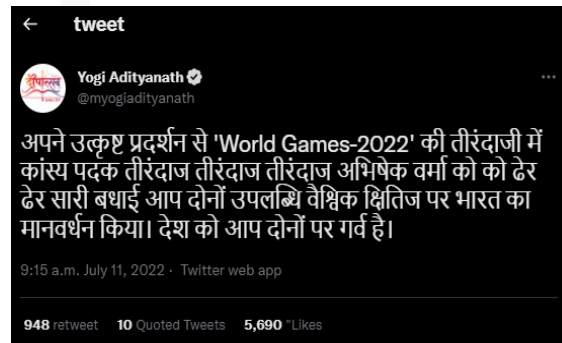 ← tweet
दीपोत्सव
Yogi Adityanath
@myogiadityanath
अपने उत्कृष्ट प्रदर्शन से 'World Games-2022' की तीरंदाजी में
कांस्य पदक तीरंदाज तीरंदाज तीरंदाज अभिषेक वर्मा को को ढेर
ढेर सारी बधाई आप दोनों उपलब्धि वैश्विक क्षितिज पर भारत का
मानवर्धन किया। देश को आप दोनों पर गर्व है।
9:15 a.m. July 11, 2022 · Twitter web app
948 retweet 10 Quoted Tweets 5,690 "Likes